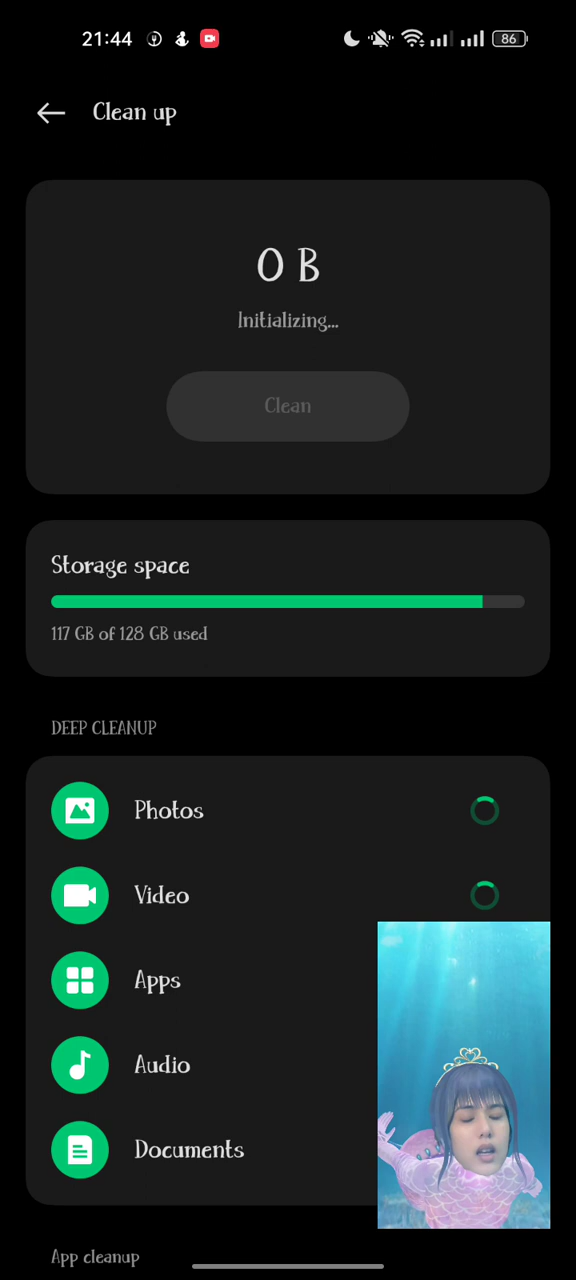 21:44
86
Clean up
0 B
Initializing...
Clean
Storage space
117 GB of 128 GB used
DEEP CLEANUP
Photos
Video
Apps
Audio
Documents
App cleanup